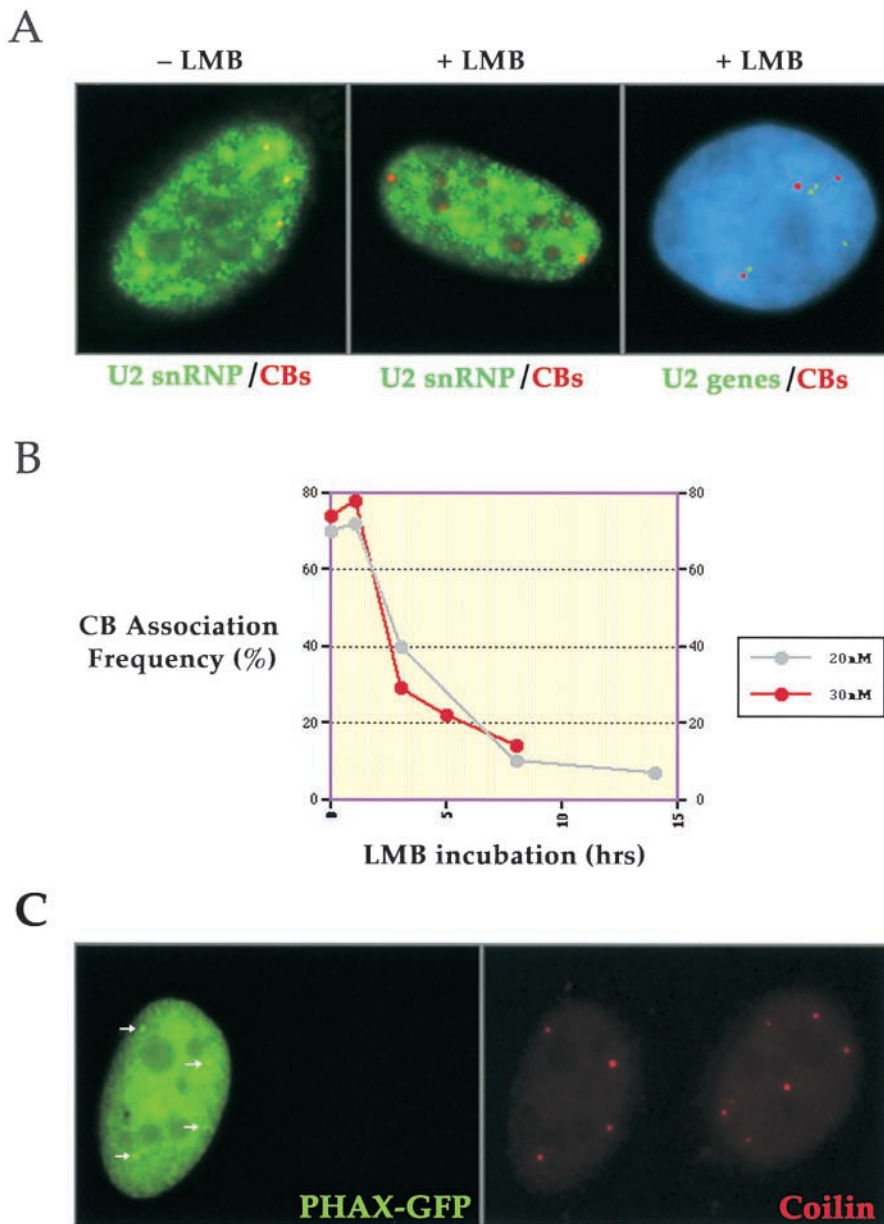 A
– LMB
+ LMB
+ LMB
U2 snRNP/CBs
U2 snRNP/CBs
U2 genes/CBs
B
80
60
40
20
0
80
60
40
20
0
0
5
10
15
CB Association
Frequency (%)
20nM
30nM
LMB incubation (hrs)
C
PHAX-GFP
Coilin